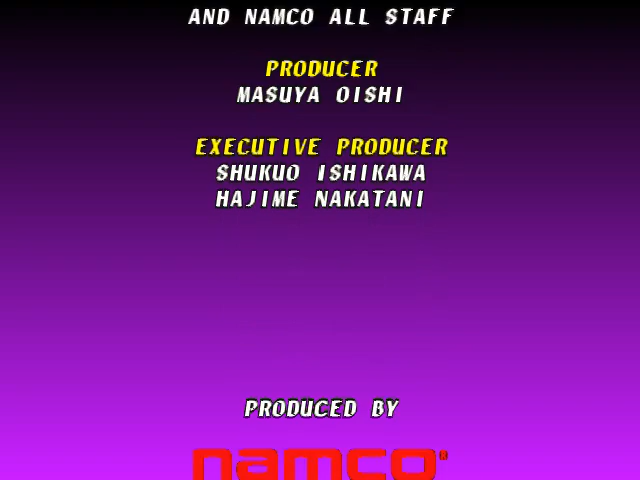 AND NAMCO ALL STAFF
PRODUCER
MASUYA OISHI
EXECUTIVE PRODUCER
SHUKUO ISHIKAWA
HAJIME NAKATANI
PRODUCED BY
namco